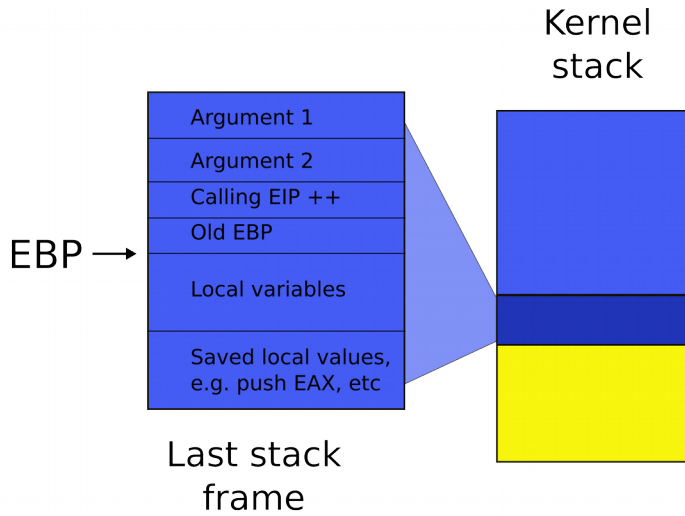 Kernel
stack
Argument 1
Argument 2
Calling EIP ++
Old EBP
EBP
Local variables
Saved local values,
e.g. push EAX, etc
Last stack
frame